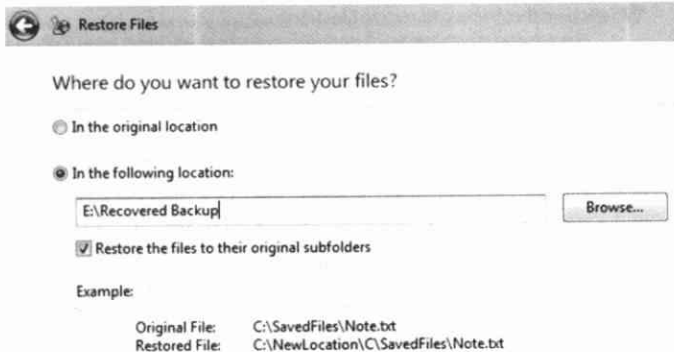 Restore Files
Where do you want to restore your files?
In the original location
In the following location:
E:\Recovered Backup
Browse...
Restore the files to their original subfolders
Example:
Original File: C:\SavedFiles\Note.txt
Restored File: C:\NewLocation\C\SavedFiles\Note.txt